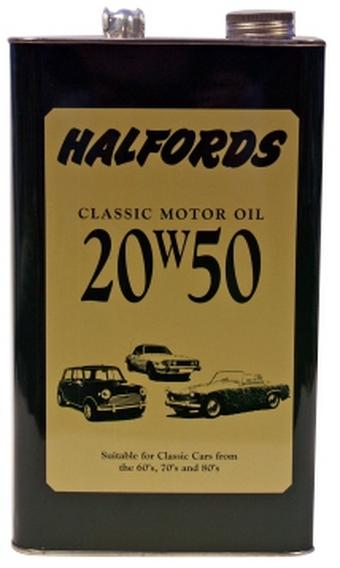 HALFORDS
CLASSIC MOTOR OIL
20W50
Suitable for Classic Cars from
the 60's, 70's and 80's